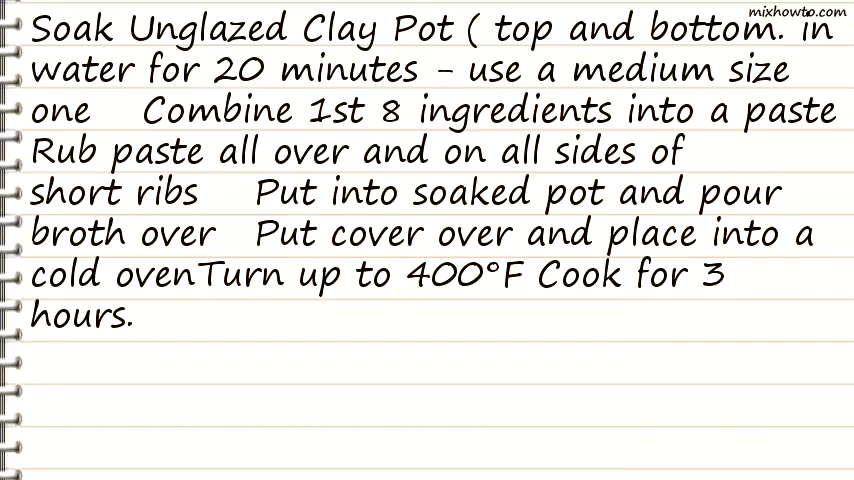 mixhowto.com
Soak Unglazed Clay Pot ( top and bottom. in
water for 20 minutes - use a medium size
one Combine 1st 8 ingredients into a paste
Rub paste all over and on all sides of
short ribs Put into soaked pot and pour
broth over Put cover over and place into a
cold ovenTurn up to 400°F Cook for 3
hours.